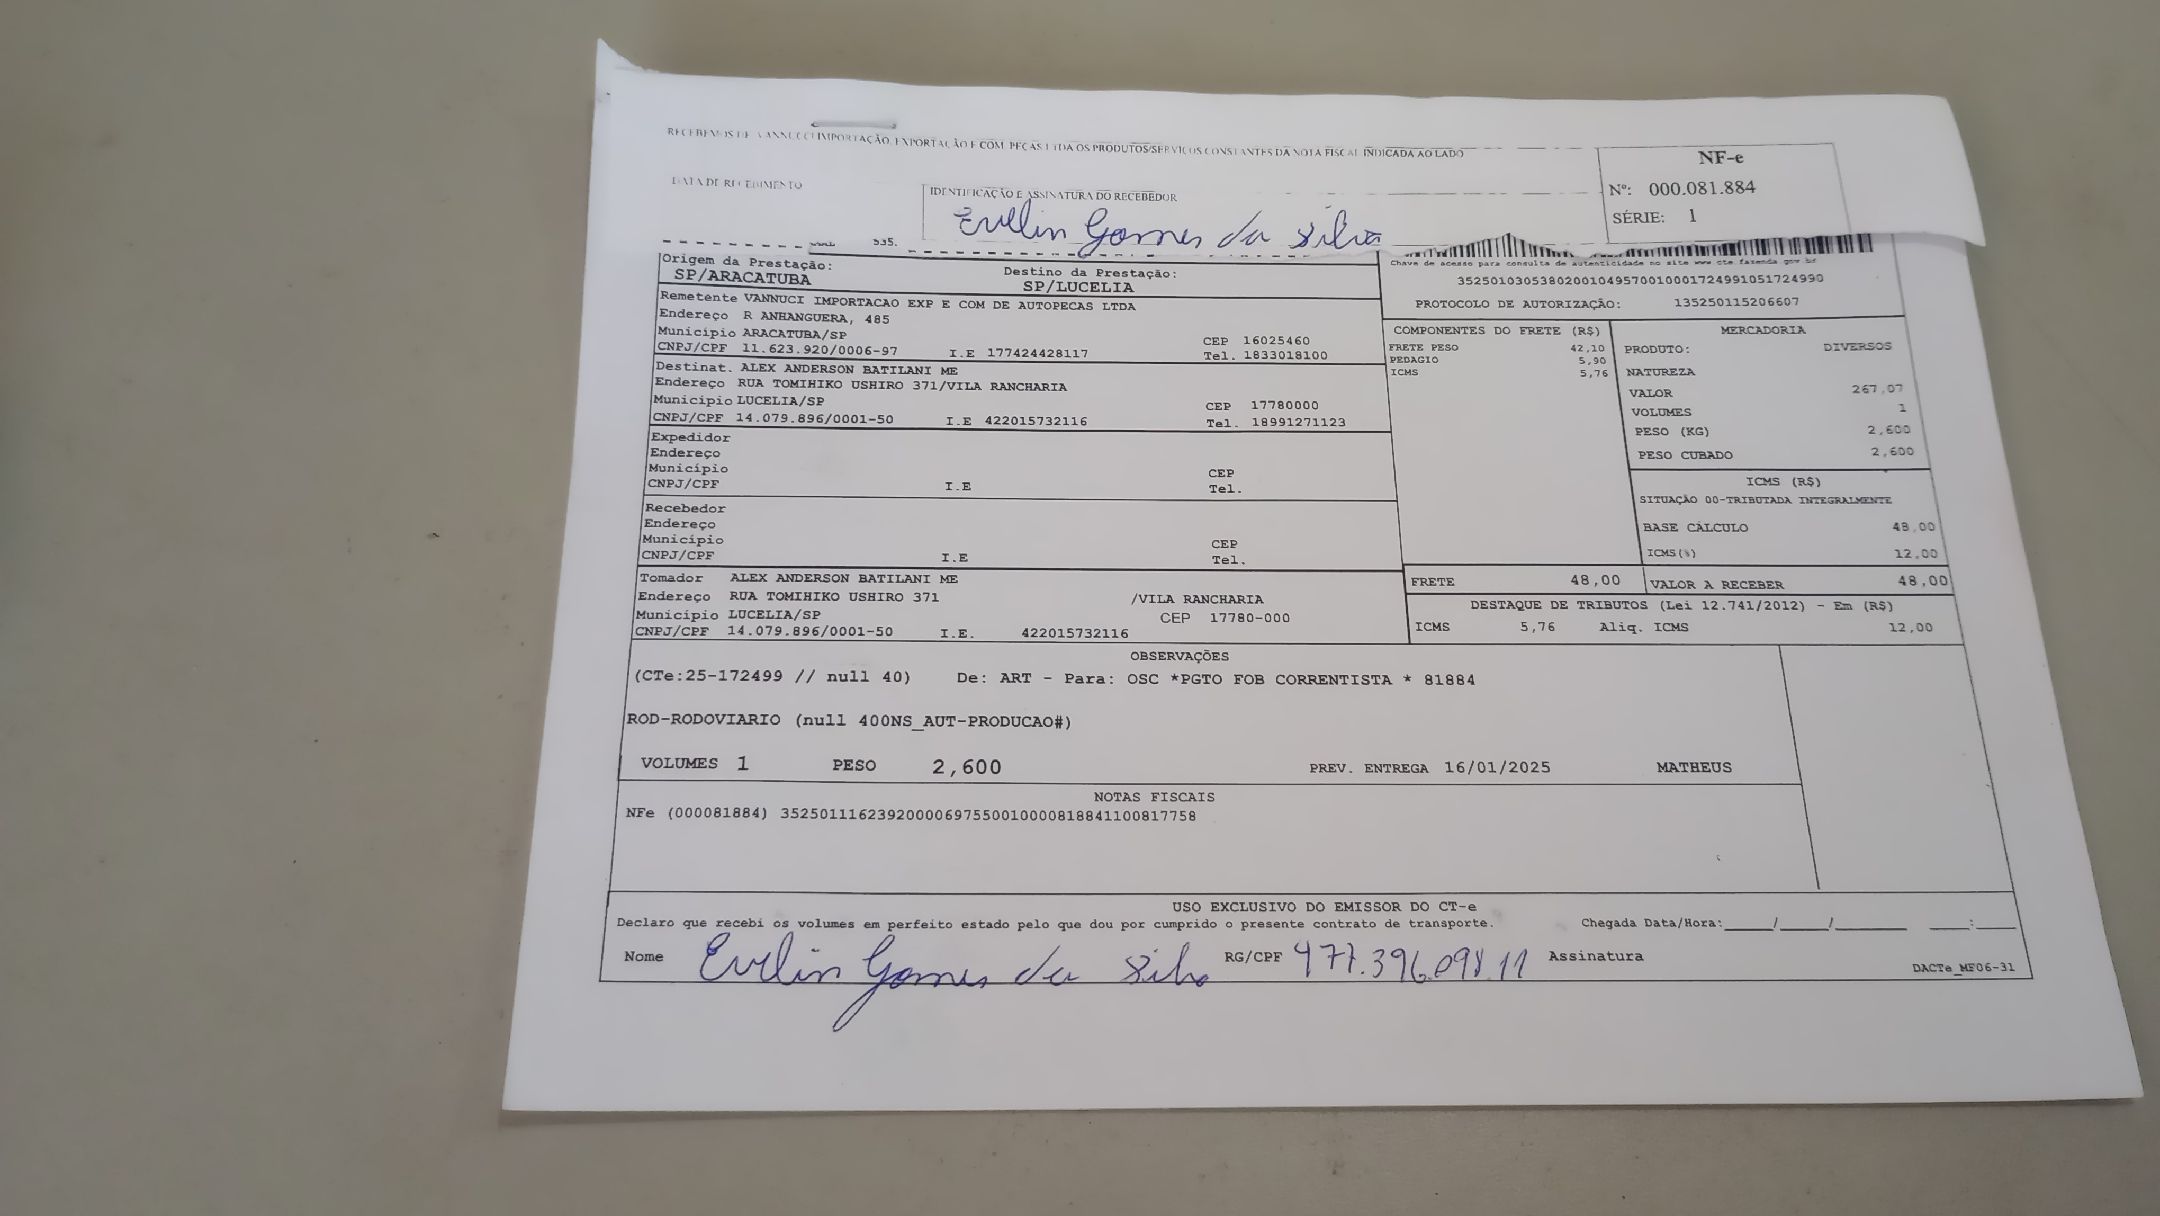 RECEBEMOS DE VANNUCCI IMPORTAÇÃO, EXPORTAÇÃO E COM. PEÇAS LTDA OS PRODUTOS/SERVIÇOS CONSTANTES DA NOTA FISCAL INDICADA AO LADO
NF-e
Nº: 000.081.884
SÉRIE: 1
DATA DE RECEBIMENTO
IDENTIFICAÇÃO E ASSINATURA DO RECEBEDOR
Evelin Gomes da Silva
535.
Origem da Prestação:
SP/ARACATUBA
Destino da Prestação:
SP/LUCELIA
Chave de acesso para consulta de autenticidade no site www cte fazenda gov br
35250103053802001049570010001724991051724990
PROTOCOLO DE AUTORIZAÇÃO: 135250115206607
Remetente VANNUCI IMPORTACAO EXP E COM DE AUTOPECAS LTDA
Endereço R ANHANGUERA, 485
Município ARACATUBA/SP CEP 16025460
CNPJ/CPF 11.623.920/0006-97 I.E 177424428117 Tel. 1833018100
Destinat. ALEX ANDERSON BATILANI ME
Endereço RUA TOMIHIKO USHIRO 371/VILA RANCHARIA
Município LUCELIA/SP CEP 17780000
CNPJ/CPF 14.079.896/0001-50 I.E 422015732116 Tel. 18991271123
Expedidor
Endereço
Município CEP
CNPJ/CPF I.E Tel.
Recebedor
Endereço
Município CEP
CNPJ/CPF I.E Tel.
Tomador ALEX ANDERSON BATILANI ME
Endereço RUA TOMIHIKO USHIRO 371 /VILA RANCHARIA
Município LUCELIA/SP CEP 17780-000
CNPJ/CPF 14.079.896/0001-50 I.E. 422015732116
COMPONENTES DO FRETE (R$)
FRETE PESO 42,10
PEDAGIO 5,90
ICMS 5,76
MERCADORIA
PRODUTO: DIVERSOS
NATUREZA
VALOR 267,07
VOLUMES 1
PESO (KG) 2,600
PESO CUBADO 2,600
ICMS (R$)
SITUAÇÃO 00-TRIBUTADA INTEGRALMENTE
BASE CÁLCULO 48,00
ICMS(%) 12,00
FRETE 48,00 VALOR A RECEBER 48,00
DESTAQUE DE TRIBUTOS (Lei 12.741/2012) - Em (R$)
ICMS 5,76 Aliq. ICMS 12,00
OBSERVAÇÕES
(CTe:25-172499 // null 40) De: ART - Para: OSC *PGTO FOB CORRENTISTA * 81884
ROD-RODOVIARIO (null 400NS_AUT-PRODUCAO#)
VOLUMES 1 PESO 2,600 PREV. ENTREGA 16/01/2025 MATHEUS
NOTAS FISCAIS
NFe (000081884) 35250111623920000697550010000818841100817758
USO EXCLUSIVO DO EMISSOR DO CT-e
Declaro que recebi os volumes em perfeito estado pelo que dou por cumprido o presente contrato de transporte. Chegada Data/Hora:____/____/______ ____:____
Nome Evelin Gomes da Silva RG/CPF 477.396.098.11 Assinatura
DACTe_MF06-31